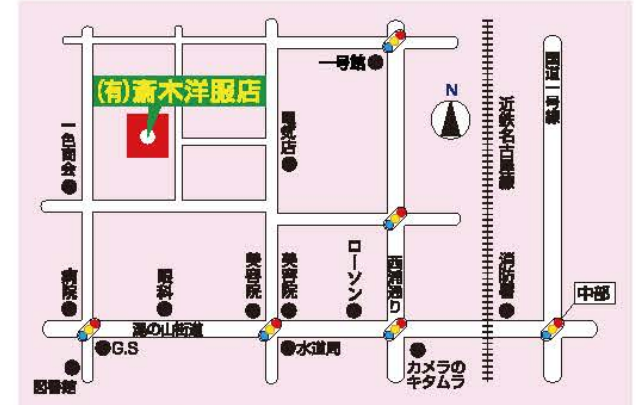 一号館
(有)斎木洋服店
N
国道一号線
近鉄名古屋線
一色商会
電気店
病院
眼科
美容院
美容院
ローソン
西浦通り
消防署
中部
湯の山街道
G.S
水道局
図書館
カメラの
キタムラ